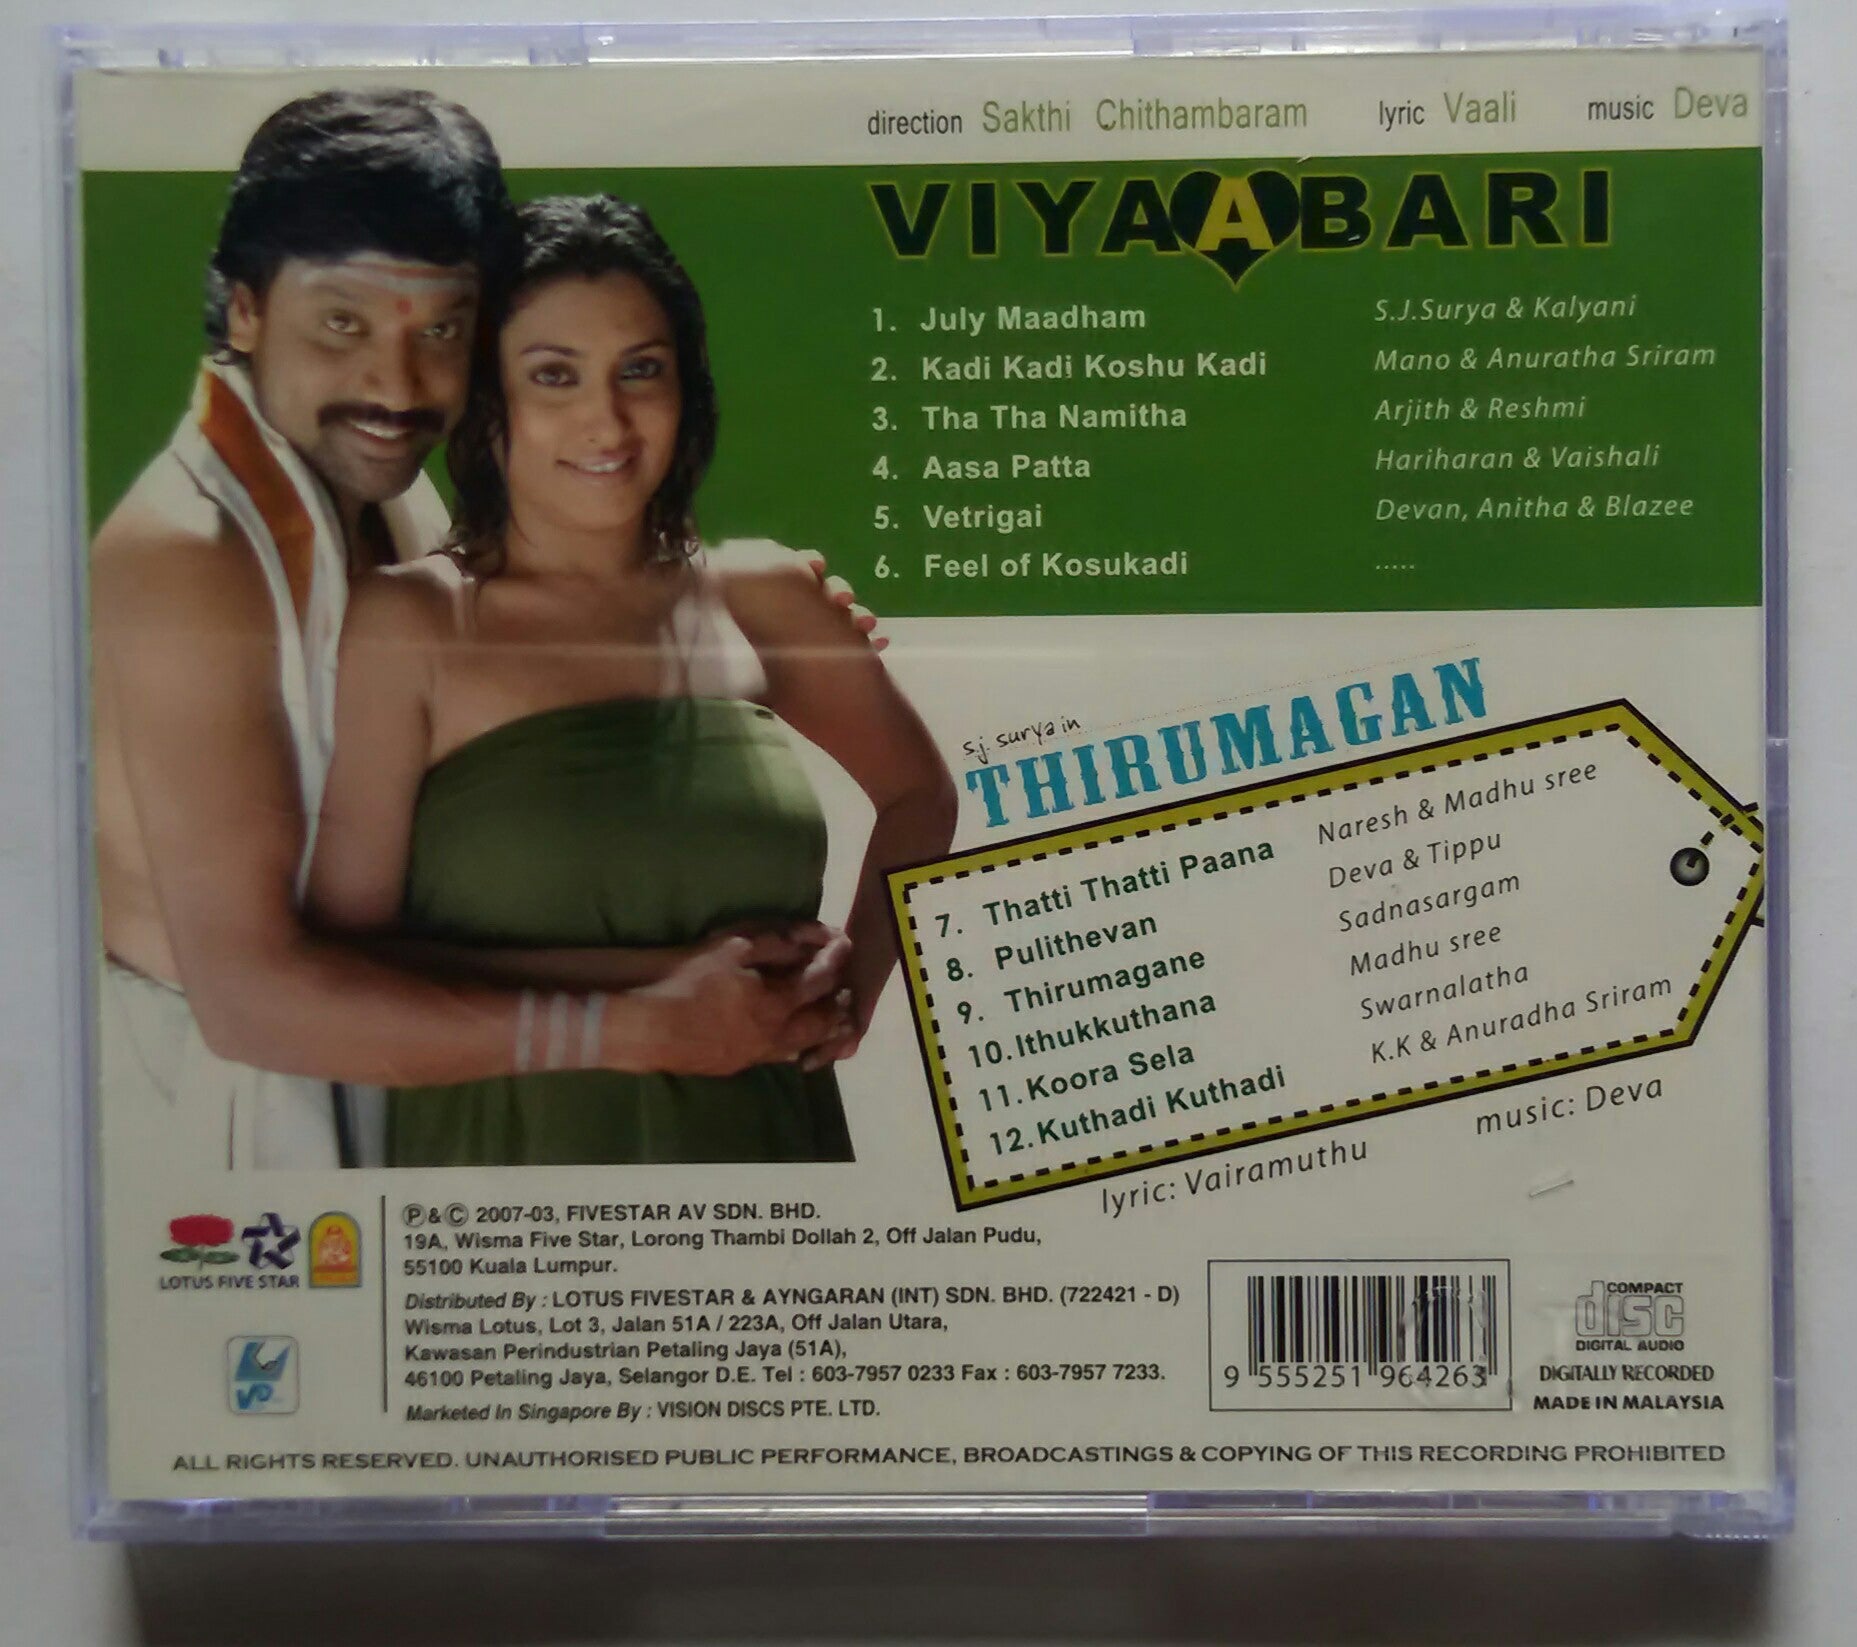 direction Sakthi Chithambaram lyric Vaali music Deva
VIYAABARI
1. July Maadham S.J.Surya & Kalyani
2. Kadi Kadi Koshu Kadi Mano & Anuratha Sriram
3. Tha Tha Namitha Arjith & Reshmi
4. Aasa Patta Hariharan & Vaishali
5. Vetrigai Devan, Anitha & Blazee
6. Feel of Kosukadi .....
s.j. surya in
THIRUMAGAN
7. Thatti Thatti Paana Naresh & Madhu sree
8. Pulithevan Deva & Tippu
9. Thirumagane Sadnasargam
10. Ithukkuthana Madhu sree
11. Koora Sela Swarnalatha
12. Kuthadi Kuthadi K.K & Anuradha Sriram
lyric: Vairamuthu music: Deva
LOTUS FIVE STAR
℗&© 2007-03, FIVESTAR AV SDN. BHD.
19A, Wisma Five Star, Lorong Thambi Dollah 2, Off Jalan Pudu,
55100 Kuala Lumpur.
Distributed By : LOTUS FIVESTAR & AYNGARAN (INT) SDN. BHD. (722421 - D)
Wisma Lotus, Lot 3, Jalan 51A / 223A, Off Jalan Utara,
Kawasan Perindustrian Petaling Jaya (51A),
46100 Petaling Jaya, Selangor D.E. Tel : 603-7957 0233 Fax : 603-7957 7233.
Marketed In Singapore By : VISION DISCS PTE. LTD.
VD
9 555251 964263
COMPACT
disc
DIGITAL AUDIO
DIGITALLY RECORDED
MADE IN MALAYSIA
ALL RIGHTS RESERVED. UNAUTHORISED PUBLIC PERFORMANCE, BROADCASTINGS & COPYING OF THIS RECORDING PROHIBITED